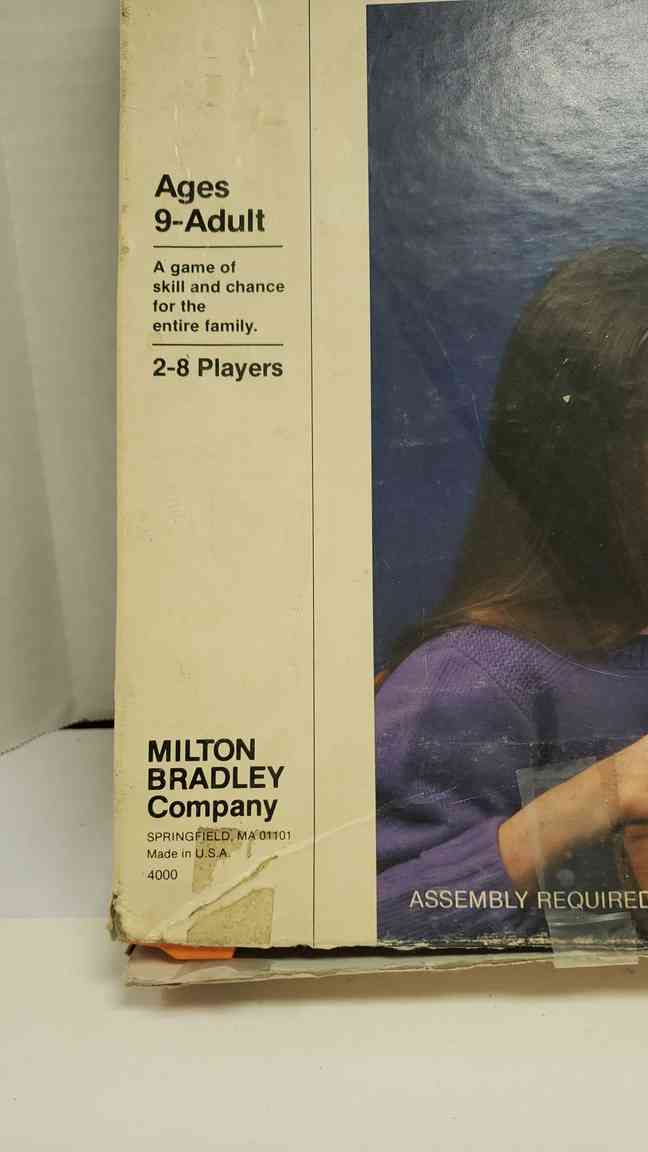 Ages
9-Adult
A game of
skill and chance
for the
entire family.
2-8 Players
MILTON
BRADLEY
Company
SPRINGFIELD, MA 01101
Made in U.S.A.
4000
ASSEMBLY REQUIRED